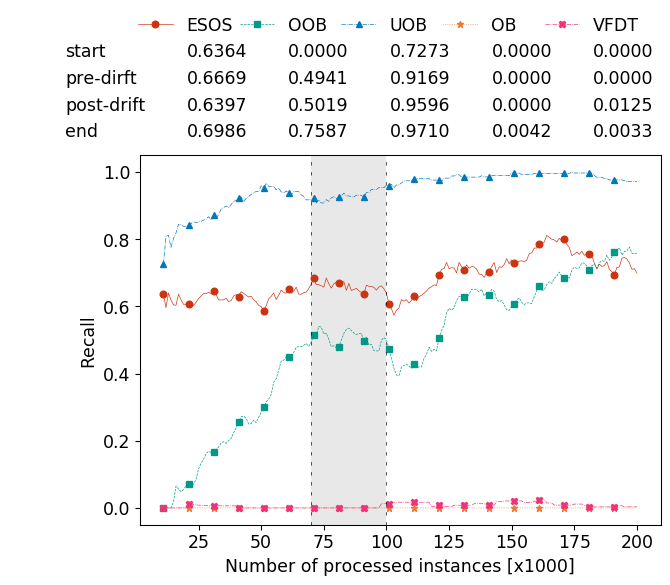 ESOS OOB UOB OB VFDT
start 0.6364 0.0000 0.7273 0.0000 0.0000
pre-dirft 0.6669 0.4941 0.9169 0.0000 0.0000
post-drift 0.6397 0.5019 0.9596 0.0000 0.0125
end 0.6986 0.7587 0.9710 0.0042 0.0033
1.0
0.8
0.6
0.4
0.2
0.0
Recall
25 50 75 100 125 150 175 200
Number of processed instances [x1000]